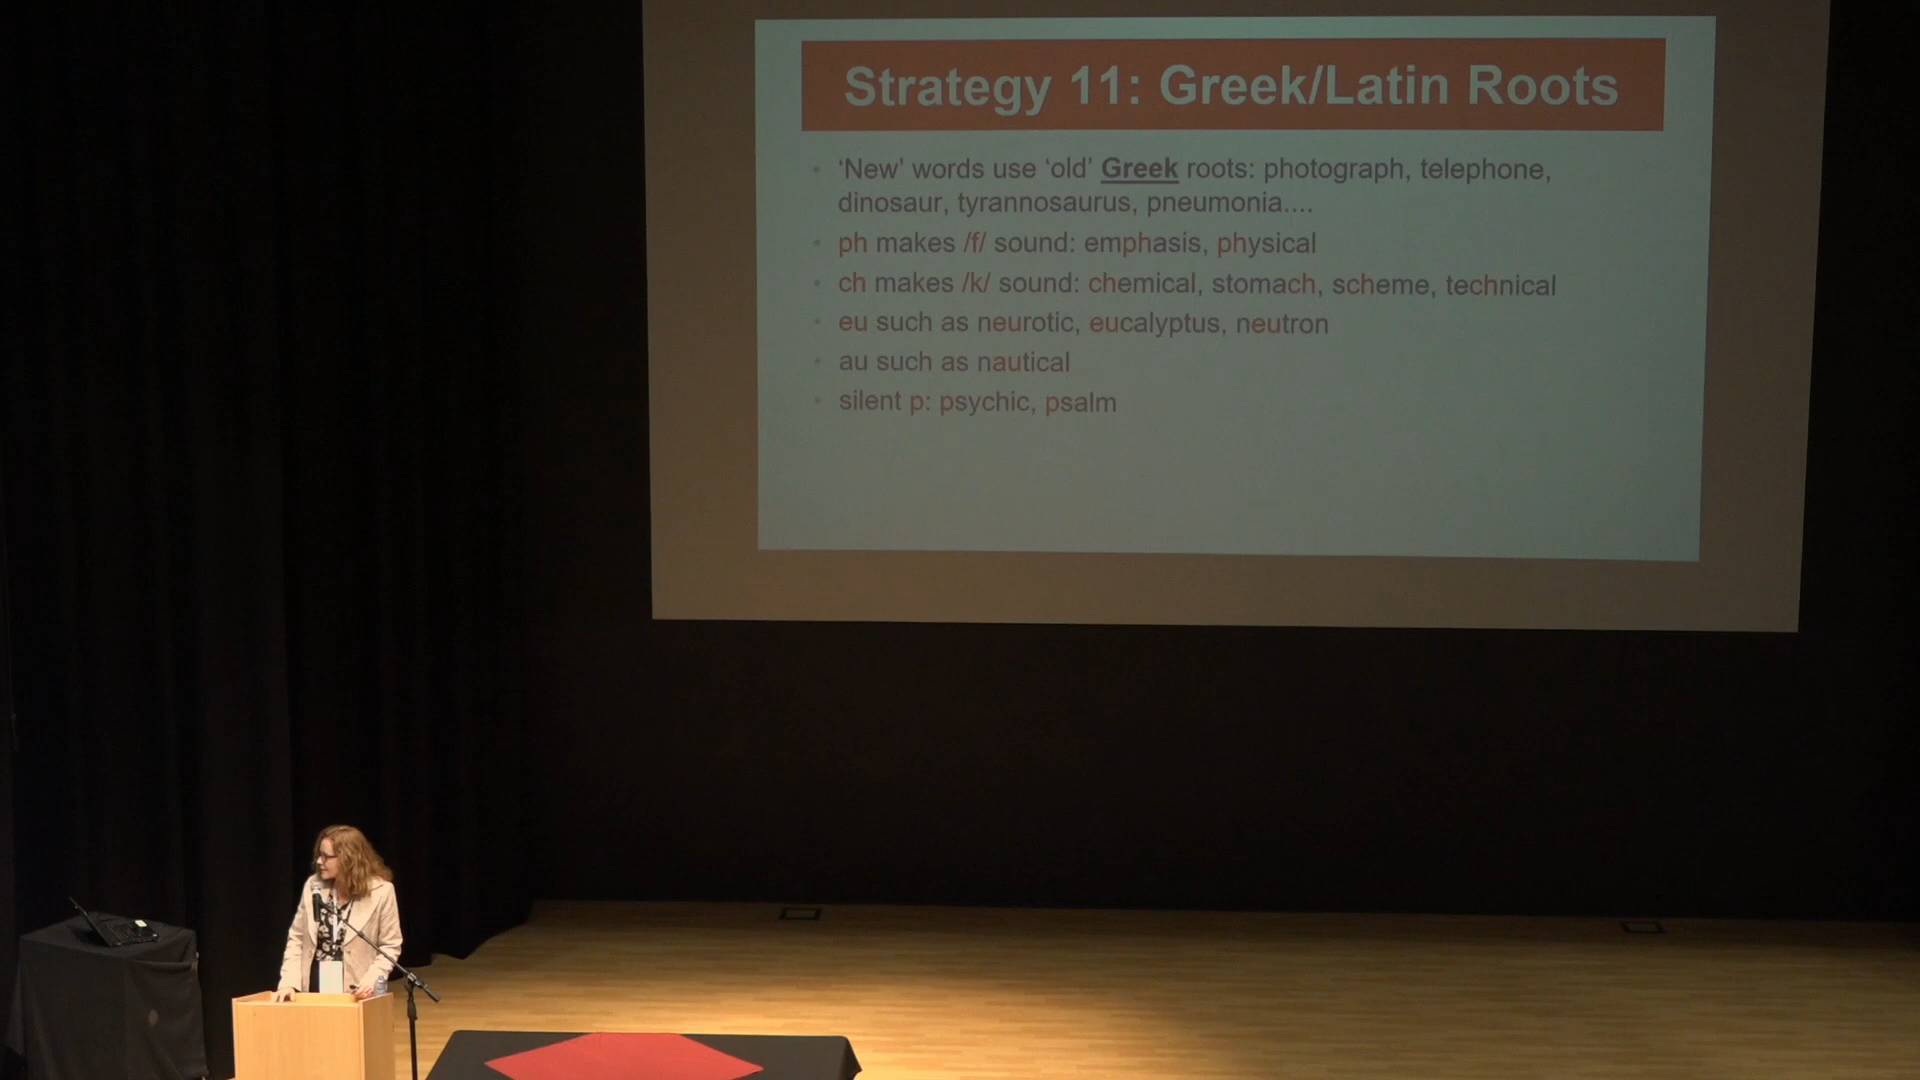 Strategy 11: Greek/Latin Roots
• ‘New’ words use ‘old’ Greek roots: photograph, telephone,
dinosaur, tyrannosaurus, pneumonia....
• ph makes /f/ sound: emphasis, physical
• ch makes /k/ sound: chemical, stomach, scheme, technical
• eu such as neurotic, eucalyptus, neutron
• au such as nautical
• silent p: psychic, psalm